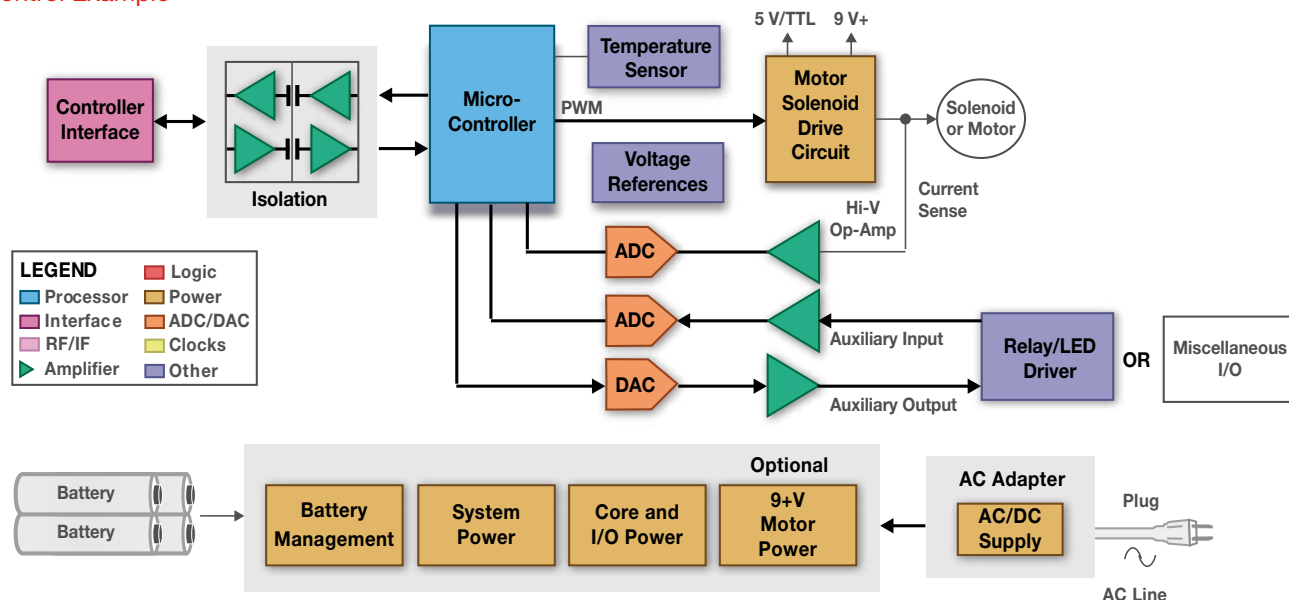 ontrol Example
5 V/TTL
9 V+
Controller
Interface
Isolation
Micro-
Controller
Temperature
Sensor
PWM
Voltage
References
Motor
Solenoid
Drive
Circuit
Solenoid
or Motor
Current
Sense
Hi-V
Op-Amp
ADC
ADC
Auxiliary Input
DAC
Auxiliary Output
Relay/LED
Driver
OR
Miscellaneous
I/O
LEGEND
Processor
Interface
RF/IF
Amplifier
Logic
Power
ADC/DAC
Clocks
Other
Battery
Battery
Battery
Management
System
Power
Core and
I/O Power
Optional
9+V
Motor
Power
AC Adapter
AC/DC
Supply
Plug
AC Line